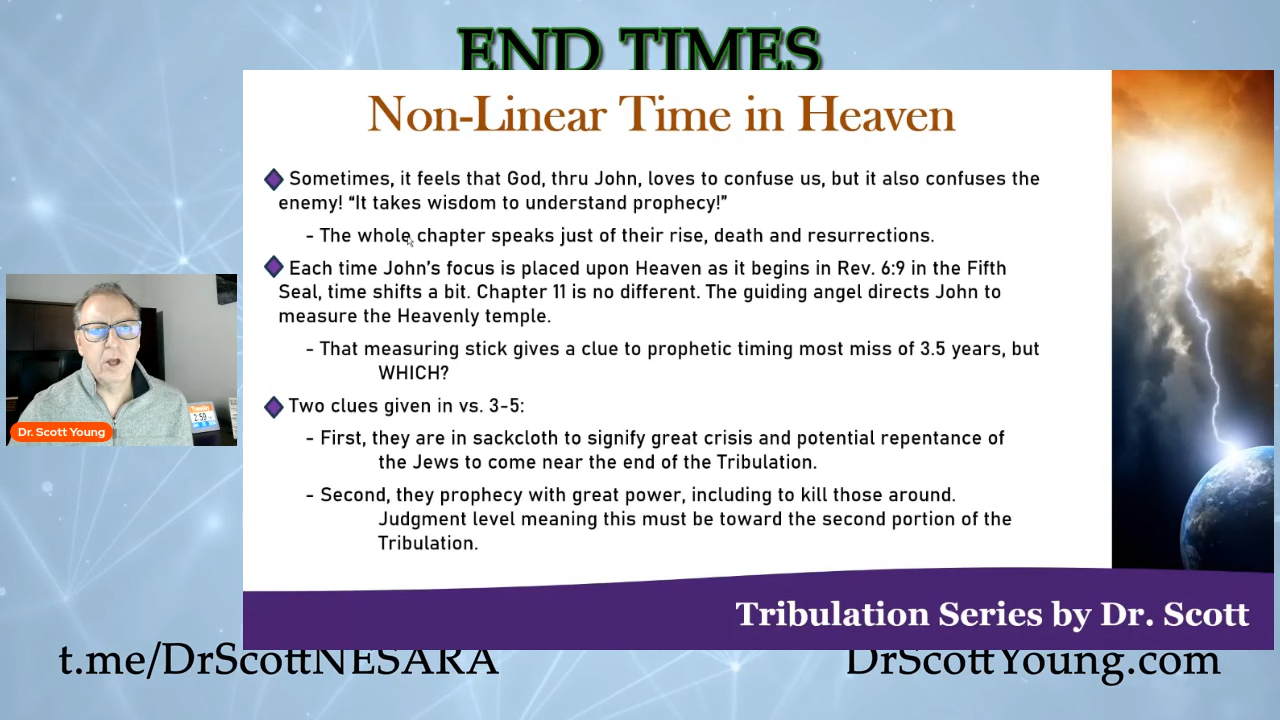 END TIMES
Non-Linear Time in Heaven
Sometimes, it feels that God, thru John, loves to confuse us, but it also confuses the
enemy! “It takes wisdom to understand prophecy!”
- The whole chapter speaks just of their rise, death and resurrections.
Each time John’s focus is placed upon Heaven as it begins in Rev. 6:9 in the Fifth
Seal, time shifts a bit. Chapter 11 is no different. The guiding angel directs John to
measure the Heavenly temple.
- That measuring stick gives a clue to prophetic timing most miss of 3.5 years, but
WHICH?
Two clues given in vs. 3-5:
- First, they are in sackcloth to signify great crisis and potential repentance of
the Jews to come near the end of the Tribulation.
- Second, they prophecy with great power, including to kill those around.
Judgment level meaning this must be toward the second portion of the
Tribulation.
Tribulation Series by Dr. Scott
Tuesday
2:59
Dr. Scott Young
t.me/DrScottNESARA
DrScottYoung.com